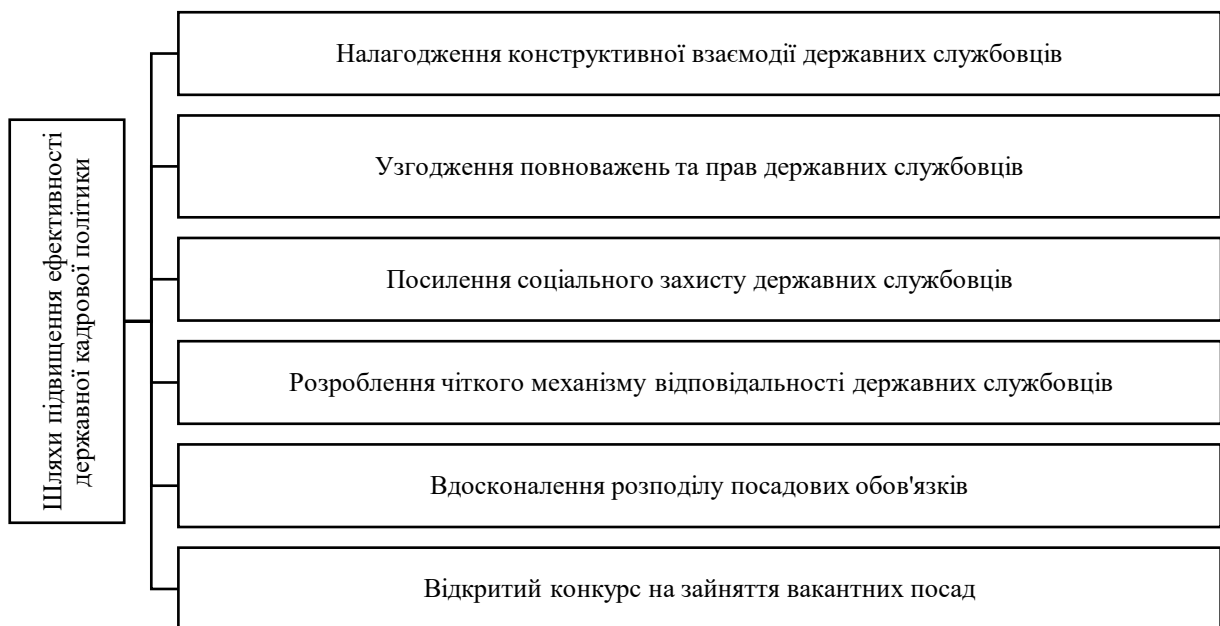 Шляхи підвищення ефективності
державної кадрової політики
Налагодження конструктивної взаємодії державних службовців
Узгодження повноважень та прав державних службовців
Посилення соціального захисту державних службовців
Розроблення чіткого механізму відповідальності державних службовців
Вдосконалення розподілу посадових обов'язків
Відкритий конкурс на зайняття вакантних посад